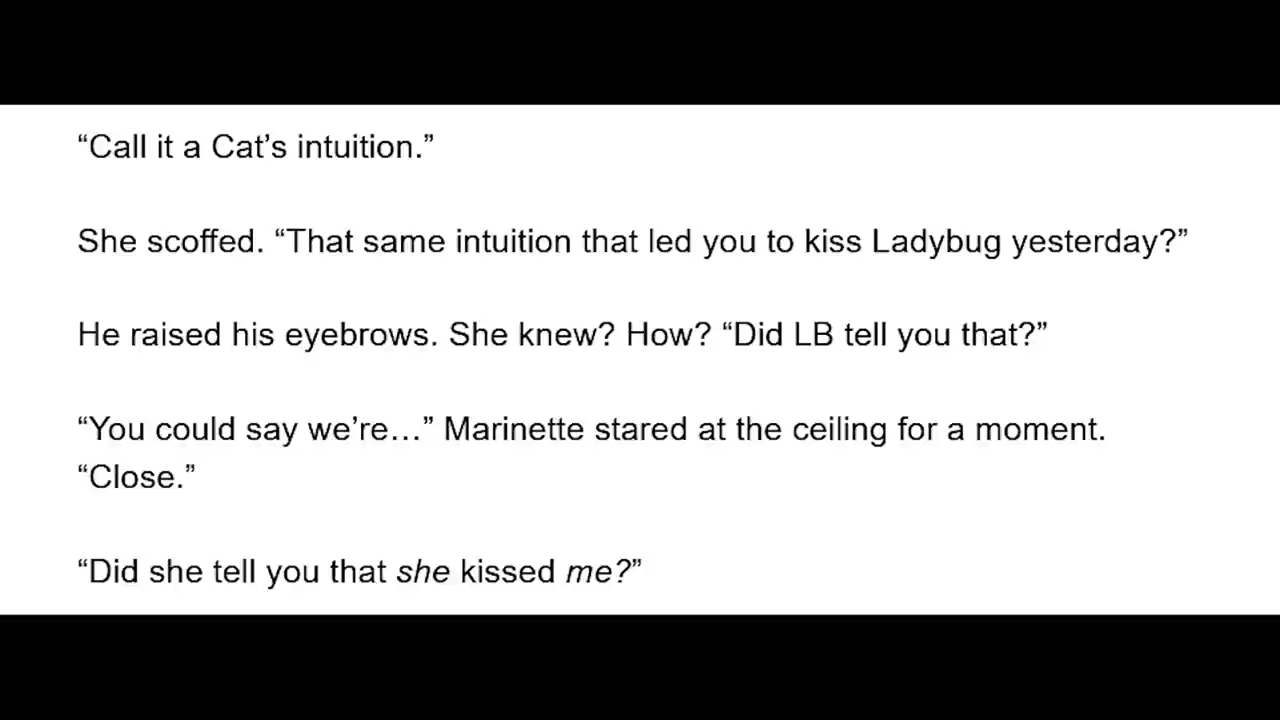 “Call it a Cat’s intuition.”
She scoffed. “That same intuition that led you to kiss Ladybug yesterday?”
He raised his eyebrows. She knew? How? “Did LB tell you that?”
“You could say we’re…” Marinette stared at the ceiling for a moment.
“Close.”
“Did she tell you that she kissed me?”